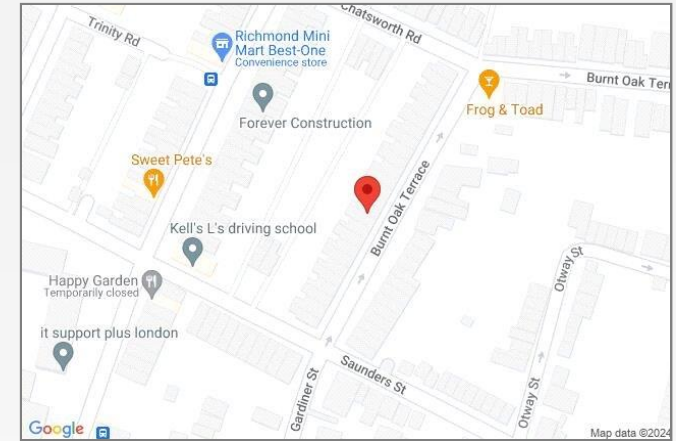 Chatsworth Rd
Trinity Rd
Richmond Mini
Mart Best-One
Convenience store
Burnt Oak Terr
Frog & Toad
Forever Construction
Sweet Pete's
Burnt Oak Terrace
Kell's L's driving school
Otway St
Happy Garden
Temporarily closed
it support plus london
Saunders St
Gardiner St
Otway St
Google
Map data ©2024